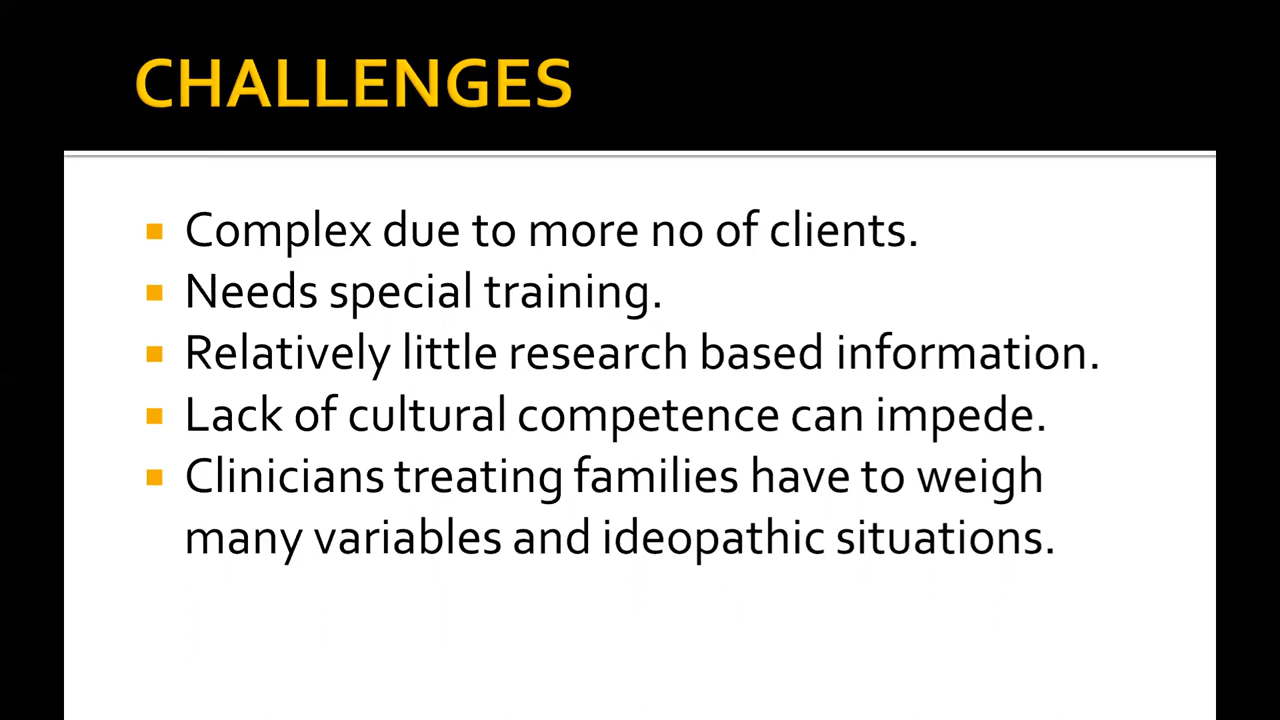 CHALLENGES
Complex due to more no of clients.
Needs special training.
Relatively little research based information.
Lack of cultural competence can impede.
Clinicians treating families have to weigh
many variables and ideopathic situations.